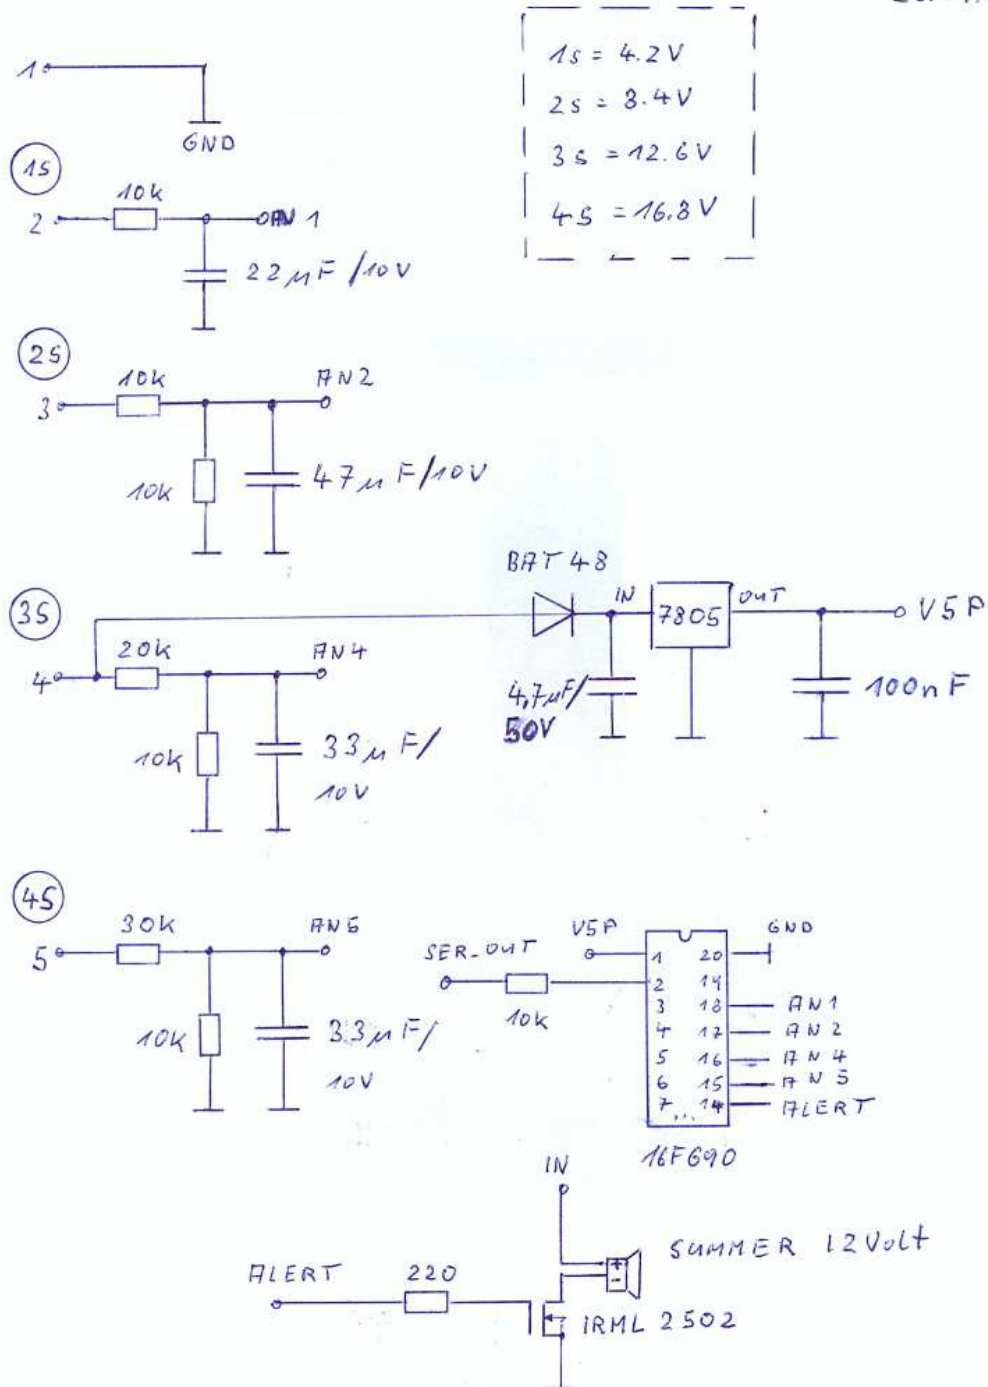 1s = 4.2V
2s = 8.4V
3s = 12.6V
4s = 16.8V
1
GND
1S
10k
2
AN 1
22µF/10V
2S
10k
AN2
3
10k
47µF/10V
3S
BAT 48
IN
7805
OUT
V5P
4
20k
AN4
4,7µF/
50V
100nF
10k
33µF/
10V
4S
5
30k
AN5
10k
33µF/
10V
SER_OUT
10k
V5P
GND
1 20
2 19
3 18 AN1
4 17 AN2
5 16 AN4
6 15 AN5
7 ... 14 ALERT
16F690
IN
+
-
SUMMER 12Volt
ALERT
220
IRML 2502